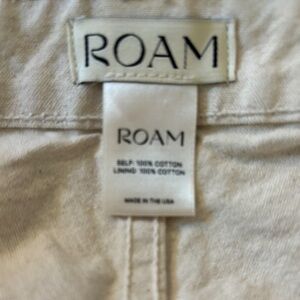 ROAM
ROAM
SELF: 100% COTTON
LINING: 100% COTTON
MADE IN THE USA